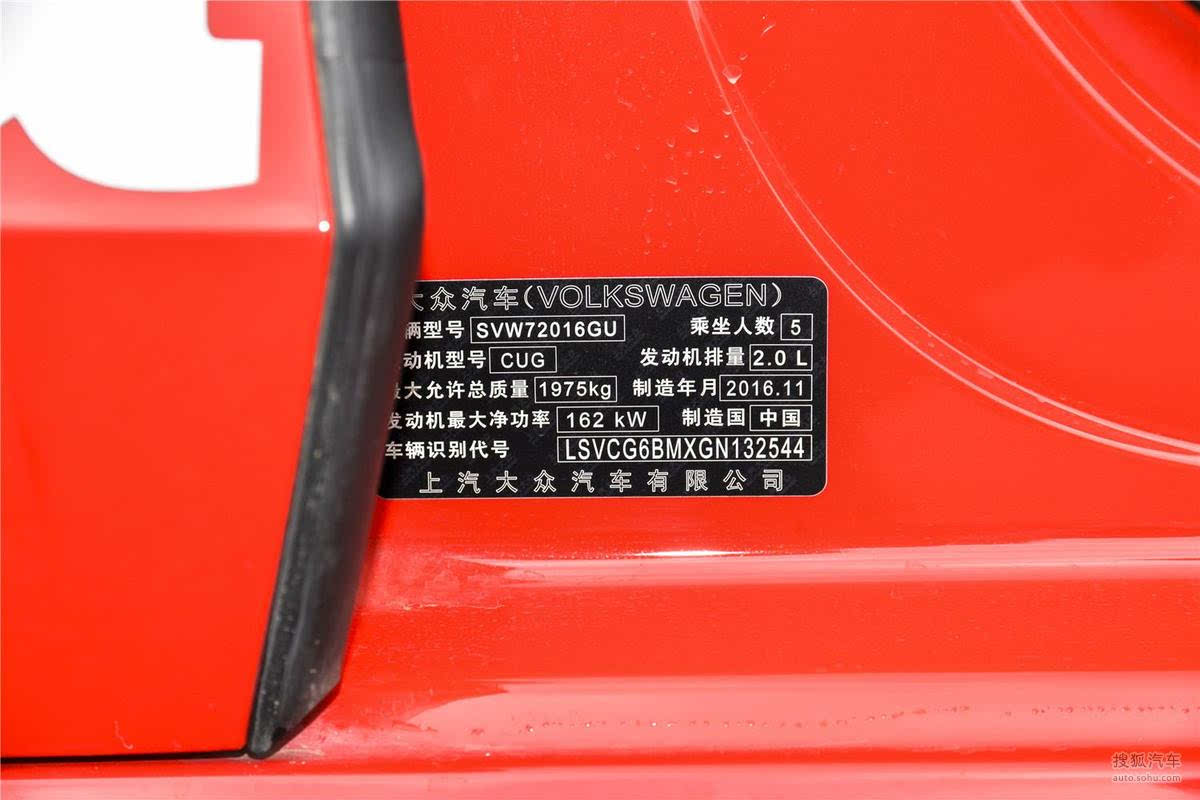 大众汽车(VOLKSWAGEN)
辆型号 SVW72016GU 乘坐人数 5
动机型号 CUG 发动机排量 2.0 L
最大允许总质量 1975kg 制造年月 2016.11
发动机最大净功率 162 kW 制造国 中国
车辆识别代号 LSVCG6BMXGN132544
上汽大众汽车有限公司
搜狐汽车
auto.sohu.com